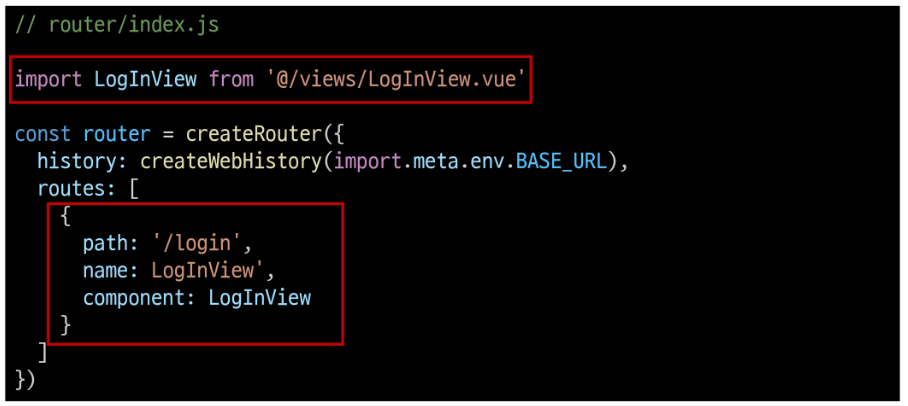 // router/index.js
import LogInView from '@/views/LogInView.vue'
const router = createRouter({
history: createWebHistory(import.meta.env.BASE_URL),
routes: [
{
path: '/login',
name: LogInView',
component: LogInView
}
]
})